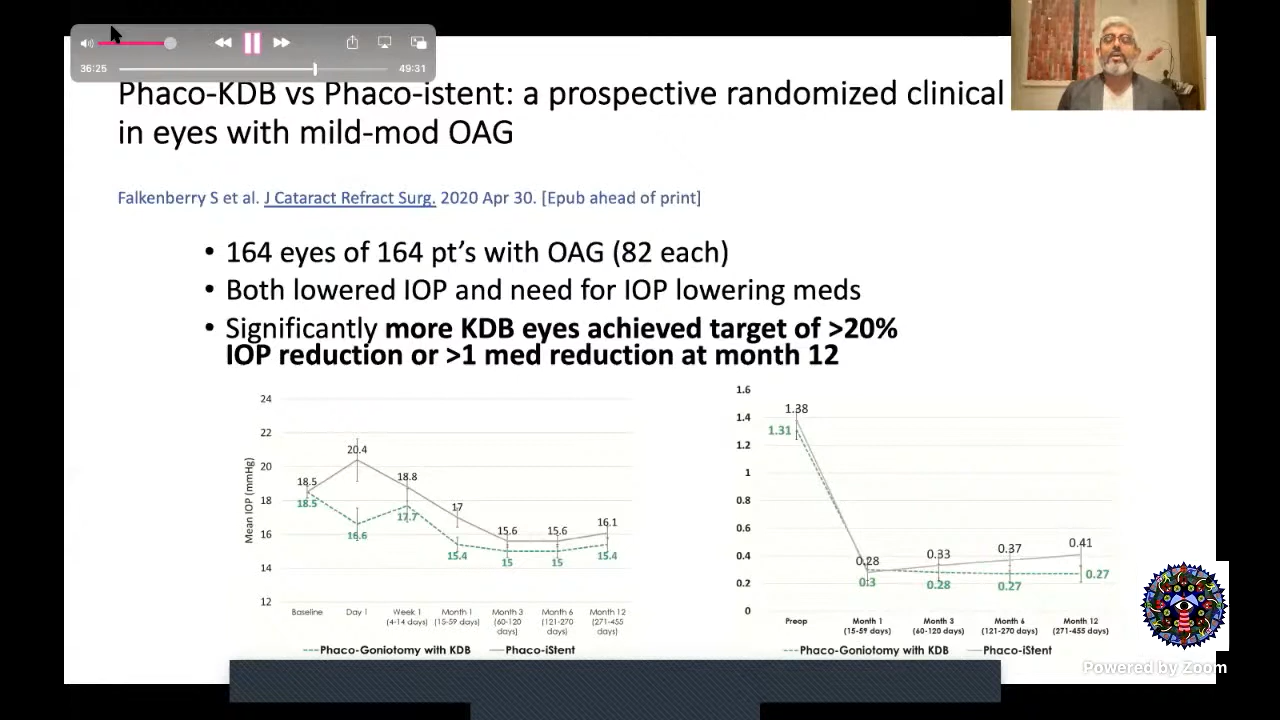 36:25
49:31
Phaco-KDB vs Phaco-istent: a prospective randomized clinical
in eyes with mild-mod OAG
Falkenberry S et al. J Cataract Refract Surg. 2020 Apr 30. [Epub ahead of print]
• 164 eyes of 164 pt's with OAG (82 each)
• Both lowered IOP and need for IOP lowering meds
• Significantly more KDB eyes achieved target of >20%
IOP reduction or >1 med reduction at month 12
Mean IOP (mmHg)
24
22
20
18
16
14
12
18.5
20.4
18.8
17
15.6
15.6
16.1
18.5
16.6
17.7
15.4
15
15
15.4
Baseline
Day 1
Week 1
(4-14 days)
Month 1
(15-59 days)
Month 3
(60-120
days)
Month 6
(121-270
days)
Month 12
(271-455
days)
Phaco-Goniotomy with KDB
Phaco-iStent
1.6
1.4
1.2
1
0.8
0.6
0.4
0.2
0
1.38
1.31
0.28
0.33
0.37
0.41
0.3
0.28
0.27
0.27
Preop
Month 1
(15-59 days)
Month 3
(60-120 days)
Month 6
(121-270 days)
Month 12
(271-455 days)
Phaco-Goniotomy with KDB
Phaco-iStent
Powered by Zoom